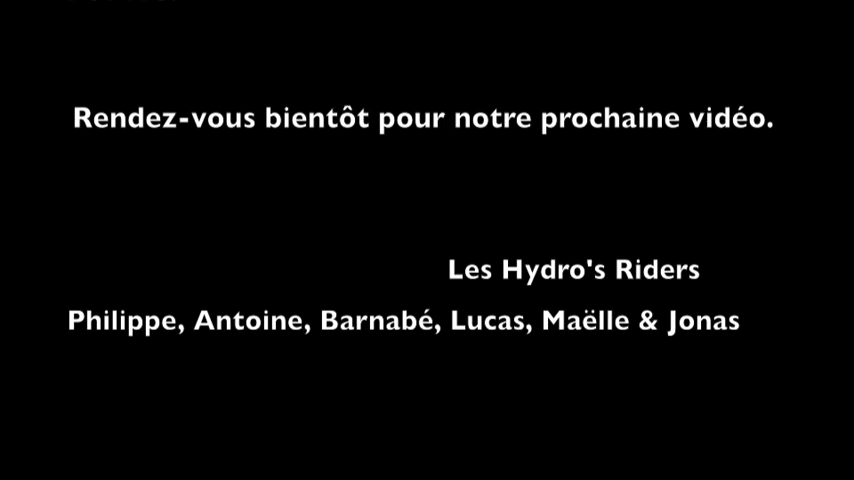 Rendez-vous bientôt pour notre prochaine vidéo.
Les Hydro's Riders
Philippe, Antoine, Barnabé, Lucas, Maëlle & Jonas